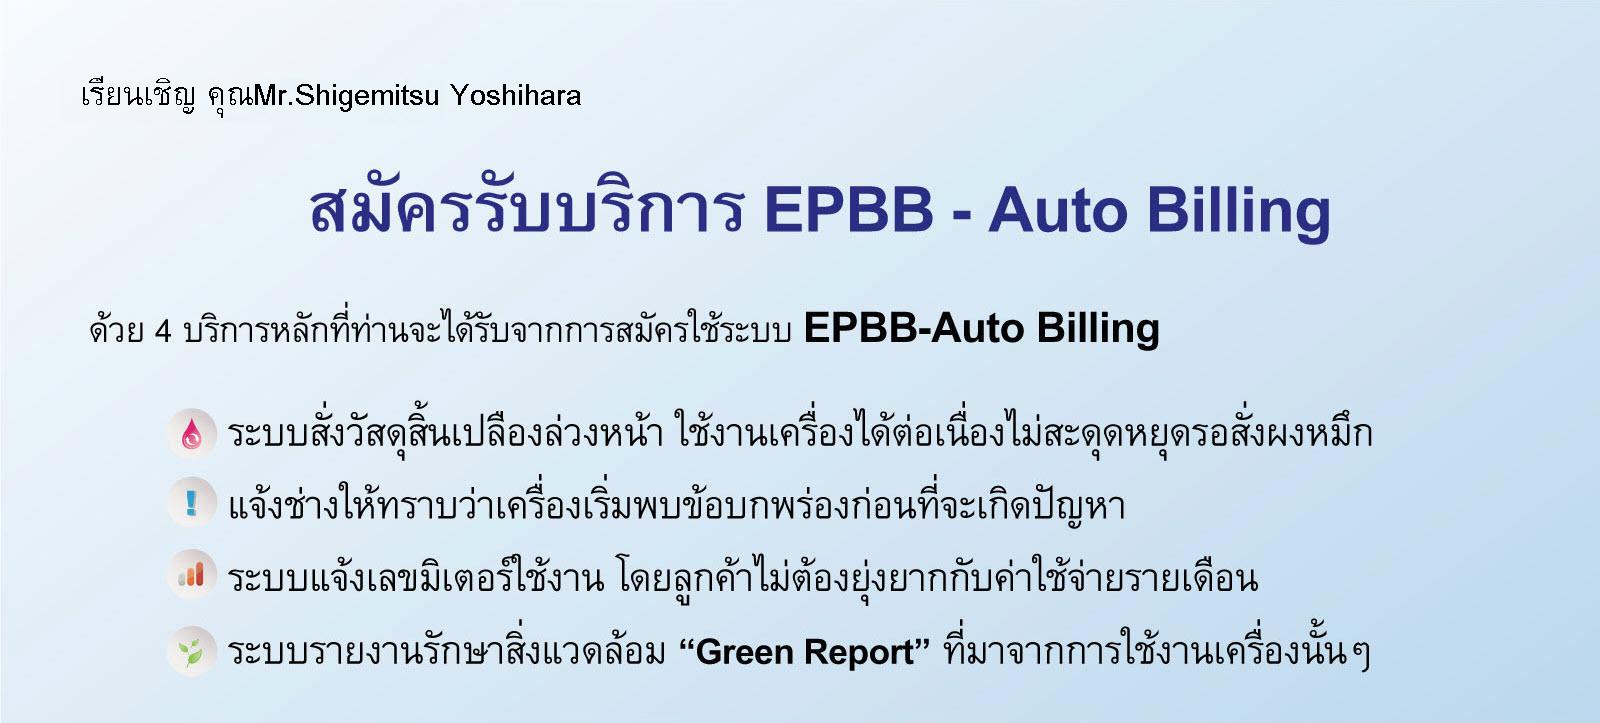 เรียนเชิญ คุณMr.Shigemitsu Yoshihara
สมัครรับบริการ EPBB - Auto Billing
ด้วย 4 บริการหลักที่ท่านจะได้รับจากการสมัครใช้ระบบ EPBB-Auto Billing
ระบบสั่งวัสดุสิ้นเปลืองล่วงหน้า ใช้งานเครื่องได้ต่อเนื่องไม่สะดุดหยุดรอสั่งผงหมึก
แจ้งช่างให้ทราบว่าเครื่องเริ่มพบข้อบกพร่องก่อนที่จะเกิดปัญหา
ระบบแจ้งเลขมิเตอร์ใช้งาน โดยลูกค้าไม่ต้องยุ่งยากกับค่าใช้จ่ายรายเดือน
ระบบรายงานรักษาสิ่งแวดล้อม “Green Report” ที่มาจากการใช้งานเครื่องนั้นๆ